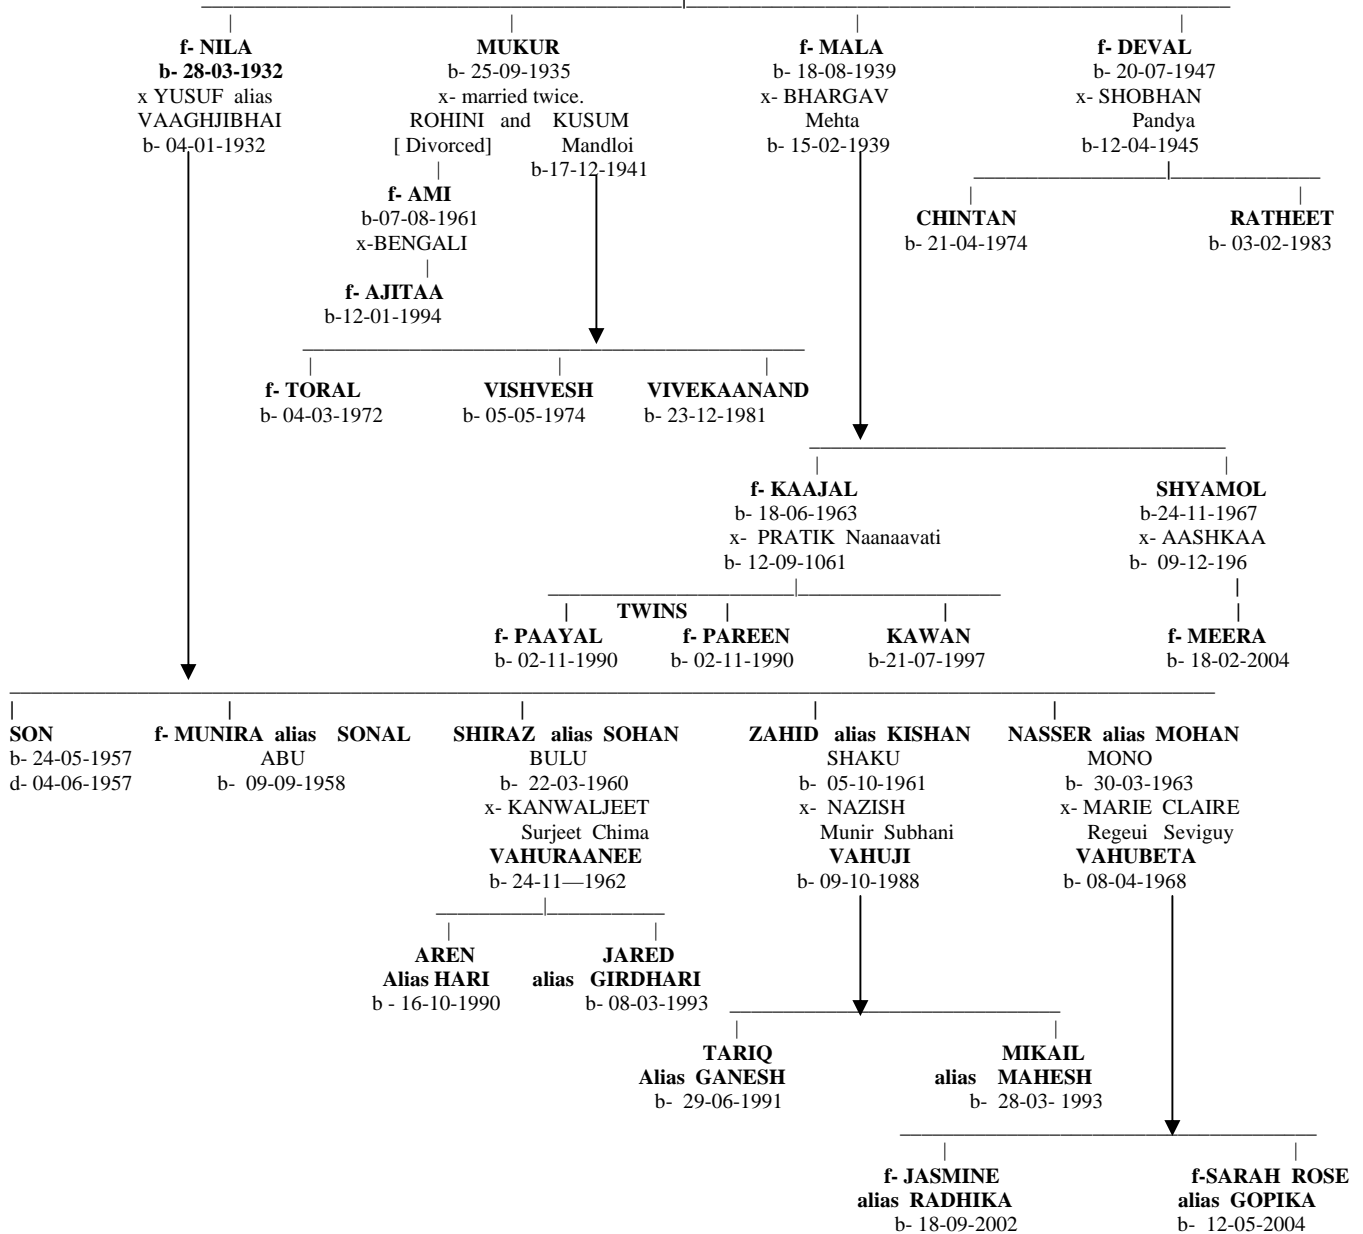 f- NILA MUKUR f- MALA f- DEVAL
b- 28-03-1932 b- 25-09-1935 b- 18-08-1939 b- 20-07-1947
x YUSUF alias x- married twice. x- BHARGAV x- SHOBHAN
VAAGHJIBHAI ROHINI and KUSUM Mehta Pandya
b- 04-01-1932 [ Divorced] Mandloi b- 15-02-1939 b-12-04-1945
b-17-12-1941
f- AMI
b-07-08-1961 CHINTAN RATHEET
x-BENGALI b- 21-04-1974 b- 03-02-1983
f- AJITAA
b-12-01-1994
f- TORAL VISHVESH VIVEKAANAND
b- 04-03-1972 b- 05-05-1974 b- 23-12-1981
f- KAAJAL SHYAMOL
b- 18-06-1963 b-24-11-1967
x- PRATIK Naanaavati x- AASHKAA
b- 12-09-1061 b- 09-12-196
TWINS
f- PAAYAL f- PAREEN KAWAN f- MEERA
b- 02-11-1990 b- 02-11-1990 b-21-07-1997 b- 18-02-2004
SON f- MUNIRA alias SONAL SHIRAZ alias SOHAN ZAHID alias KISHAN NASSER alias MOHAN
b- 24-05-1957 ABU BULU SHAKU MONO
d- 04-06-1957 b- 09-09-1958 b- 22-03-1960 b- 05-10-1961 b- 30-03-1963
x- KANWALJEET x- NAZISH x- MARIE CLAIRE
Surjeet Chima Munir Subhani Regeui Seviguy
VAHURAANEE VAHUJI VAHUBETA
b- 24-11—1962 b- 09-10-1988 b- 08-04-1968
AREN JARED
Alias HARI alias GIRDHARI
b - 16-10-1990 b- 08-03-1993
TARIQ MIKAIL
Alias GANESH alias MAHESH
b- 29-06-1991 b- 28-03- 1993
f- JASMINE f-SARAH ROSE
alias RADHIKA alias GOPIKA
b- 18-09-2002 b- 12-05-2004